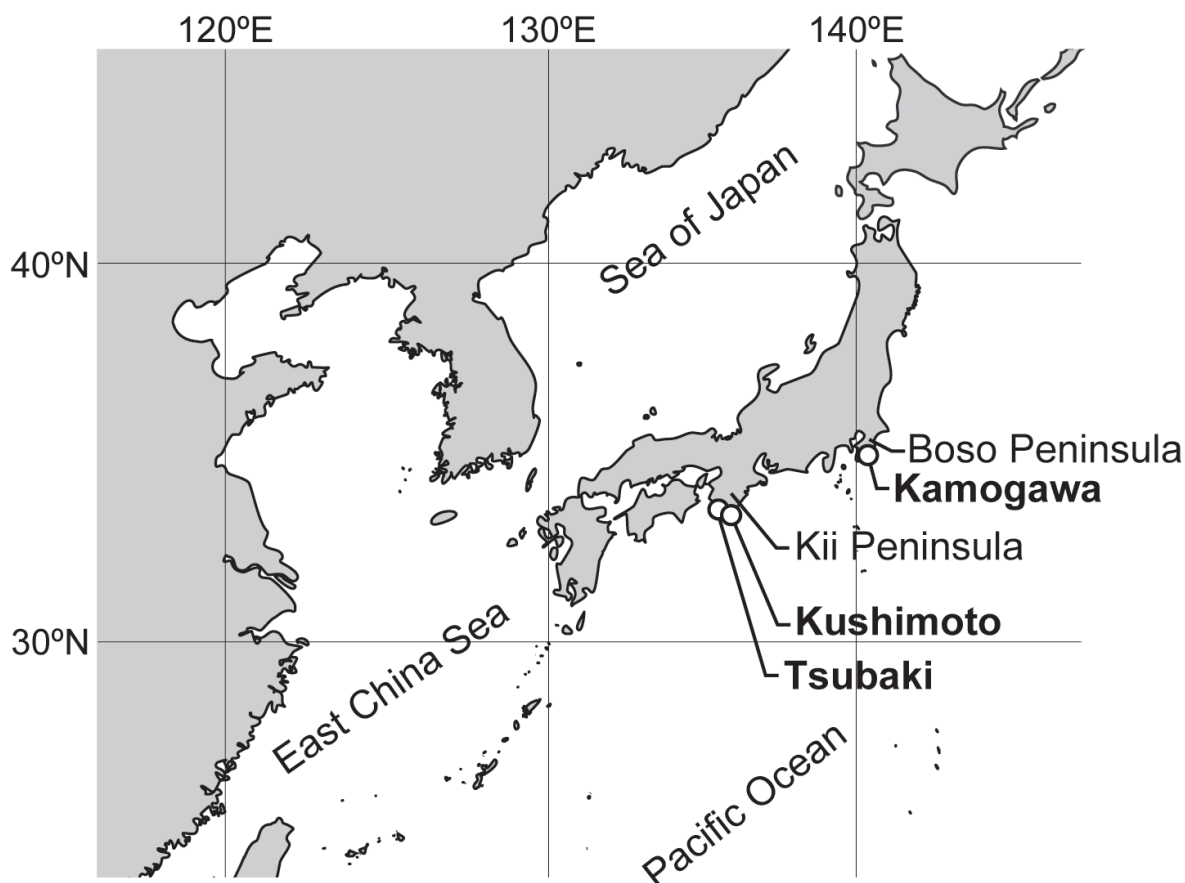 120ºE
130ºE
140ºE
Sea of Japan
40ºN
Boso Peninsula
Kamogawa
Kii Peninsula
Kushimoto
30ºN
Tsubaki
East China Sea
Pacific Ocean